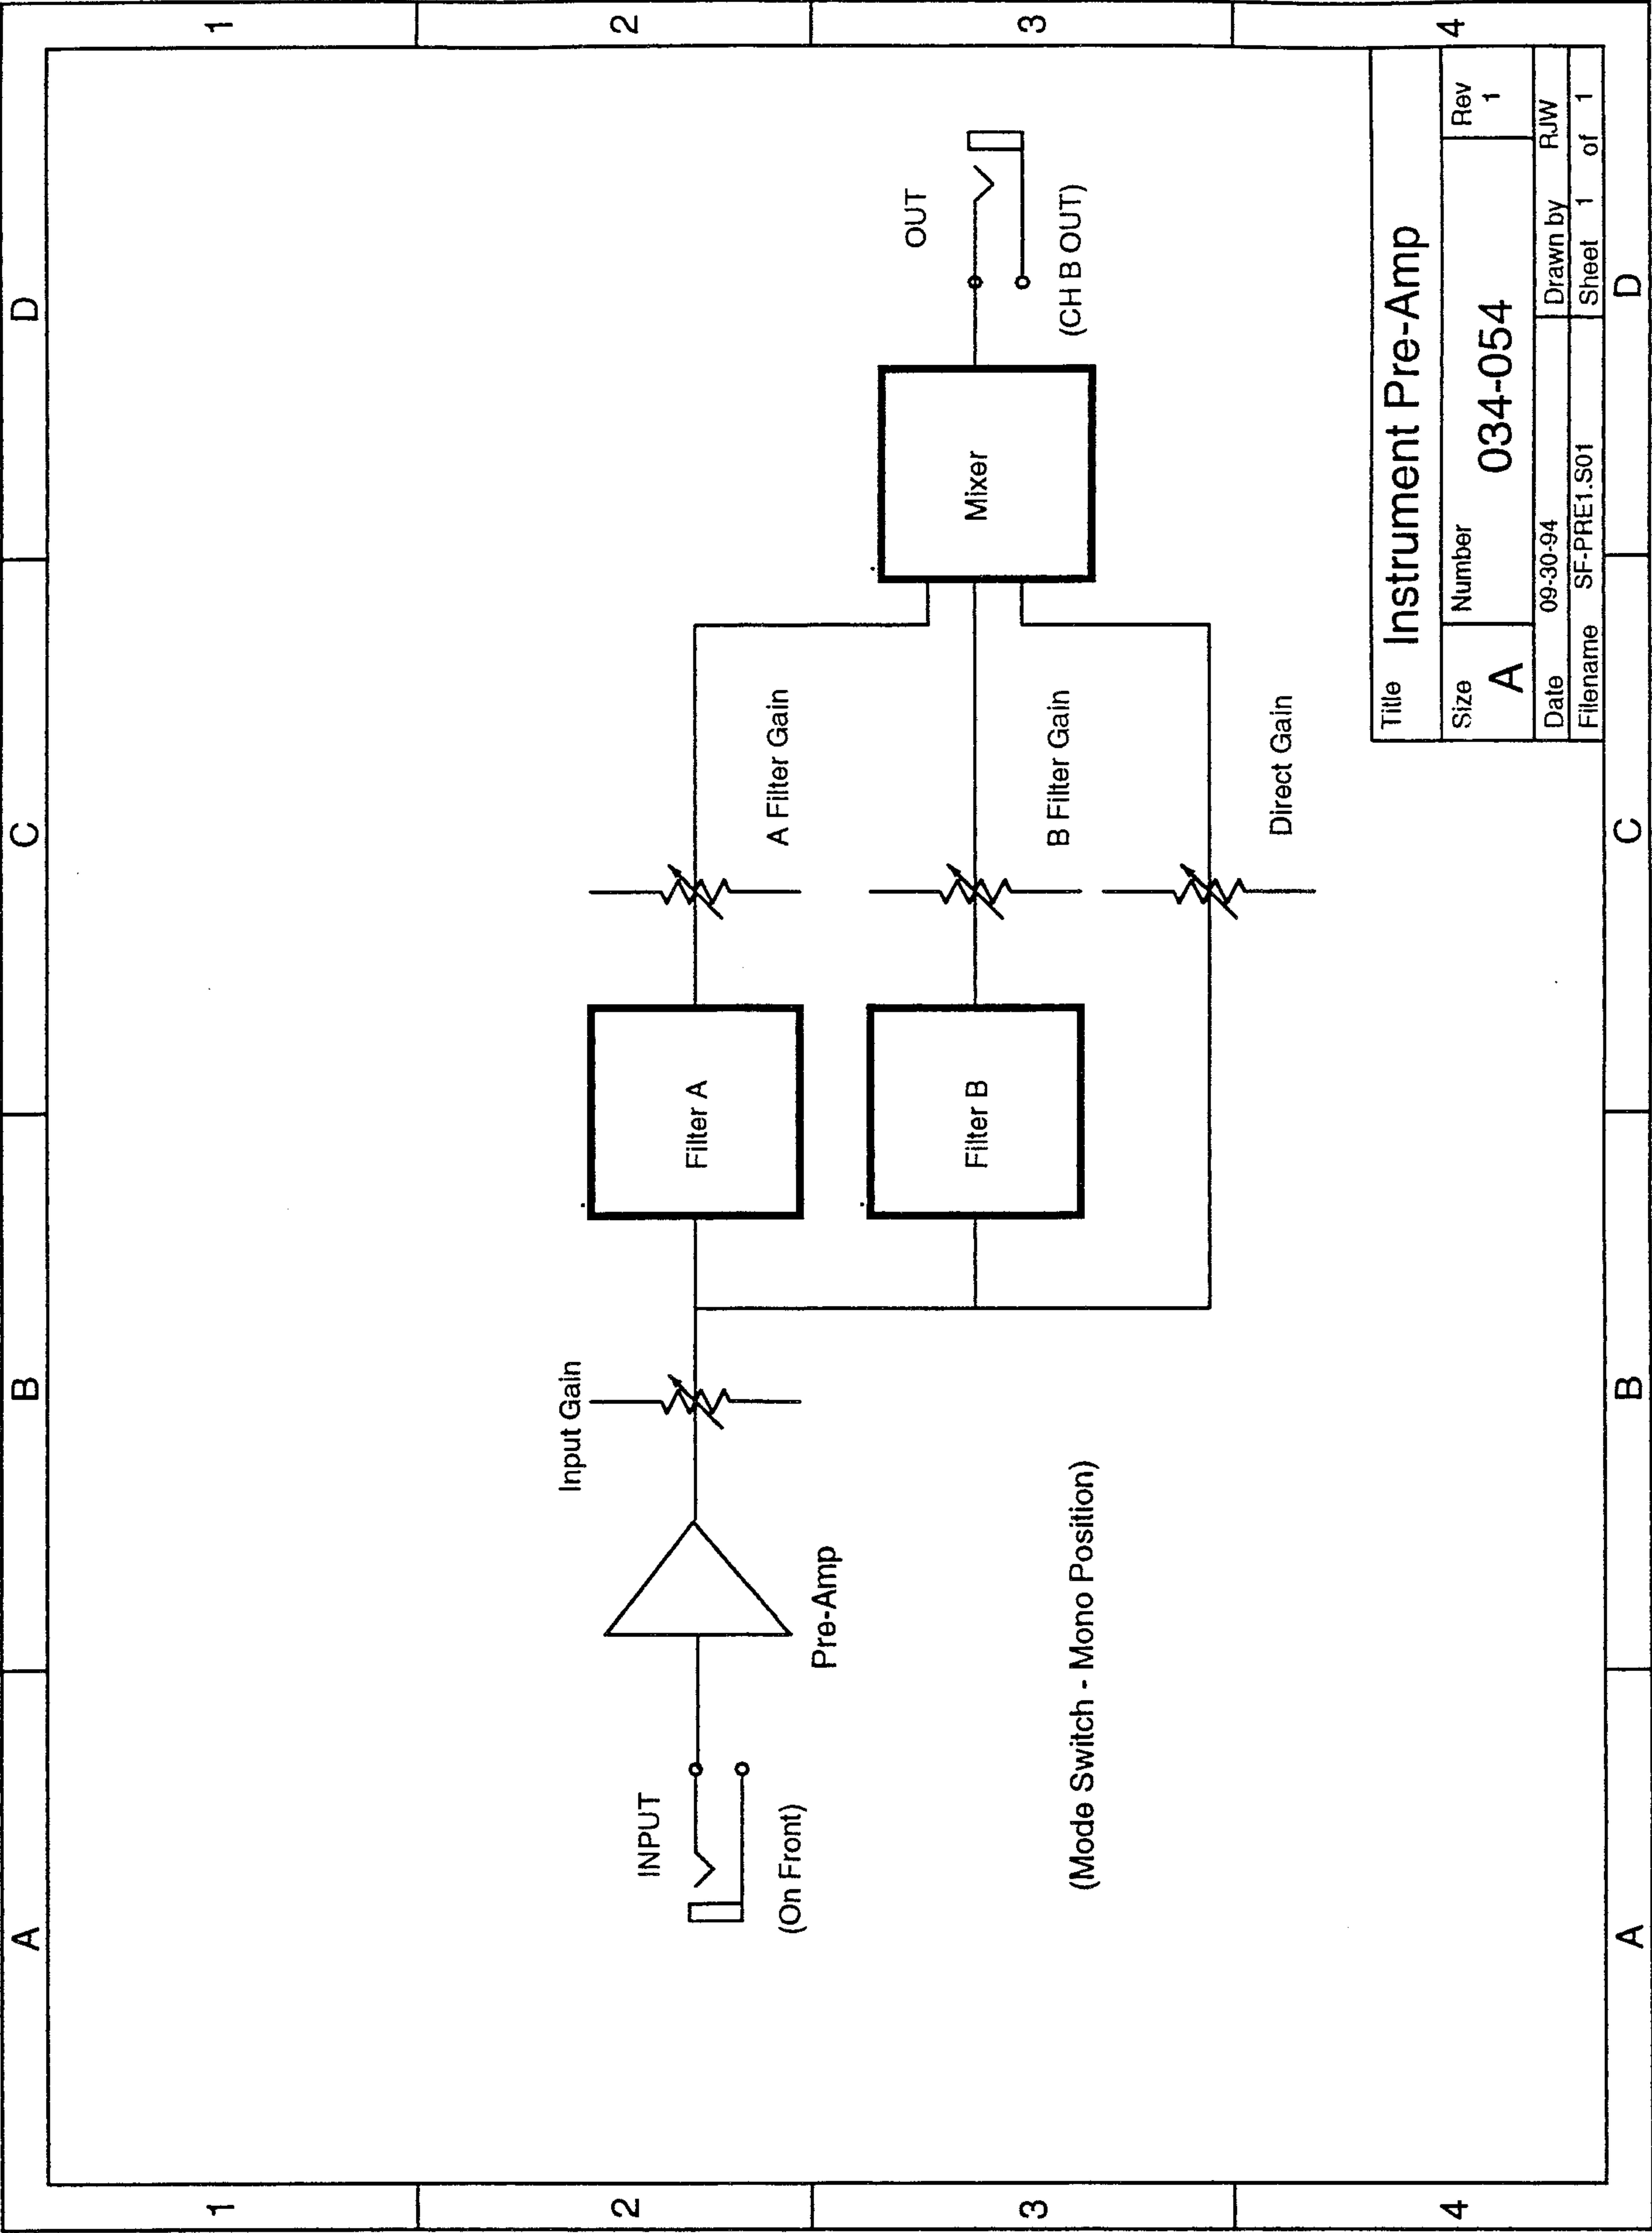 A
B
C
D
1
1
2
2
3
3
4
4
INPUT
(On Front)
Pre-Amp
Input Gain
Filter A
A Filter Gain
Filter B
B Filter Gain
Direct Gain
Mixer
OUT
(CH B OUT)
(Mode Switch - Mono Position)
Title Instrument Pre-Amp
Size Number Rev
A 034-054 1
Date 09-30-94 Drawn by RJW
Filename SF-PRE1.S01 Sheet 1 of 1
A
B
C
D